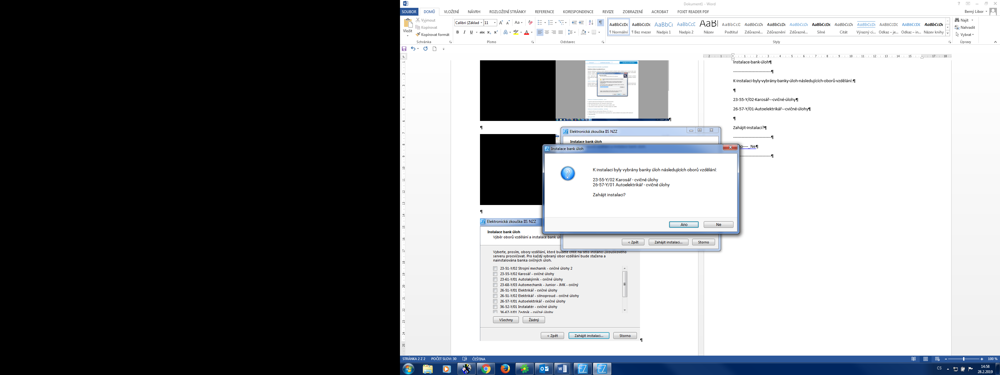 Dokument1 - Word
SOUBOR DOMŮ VLOŽENÍ NÁVRH ROZLOŽENÍ STRÁNKY REFERENCE KORESPONDENCE REVIZE ZOBRAZENÍ ACROBAT FOXIT READER PDF
Berný Libor
Vložit
Vyjmout
Kopírovat
Kopírovat formát
Schránka
Calibri (Základ 11
Písmo
Odstavec
AaBbCcDc AaBbCcDc AaBbCc AaBbCcD AaBl AaBbCcD AaBbCcDc AaBbCcDc AaBbCcDc AaBbCcDc AaBbCcDc AaBbCcDc AaBbCcDc AaBbCcDc AaBbCcDc
¶ Normální ¶ Bez mezer Nadpis 1 Nadpis 2 Název Podtitul Zdůrazně... Zdůraznění Zdůrazně... Silné Citát Výrazný ci... Odkaz – je... Odkaz – in... Název knihy
Styly
Najít
Nahradit
Vybrat
Úpravy
Instalace·bank·úloh¶
---------------------------¶
K·instalaci·byly·vybrány·banky·úloh·následujících·oborů·vzdělání:¶
¶
23-55-Y/02·Karosář·-·cvičné·úlohy¶
26-57-Y/01·Autoelektrikář·-·cvičné·úlohy¶
¶
Zahájit·instalaci?¶
---------------------------¶
Ne¶
---------------------------¶
Elektronická zkouška IIS NZZ
Instalace bank úloh
Instalace bank úloh
K instalaci byly vybrány banky úloh následujících oborů vzdělání:
23-55-Y/02 Karosář - cvičné úlohy
26-57-Y/01 Autoelektrikář - cvičné úlohy
Zahájit instalaci?
Ano Ne
< Zpět Zahájit instalaci... Storno
Elektronická zkouška IIS NZZ
Instalace bank úloh
Výběr oborů vzdělání a instalace bank úl
Vyberte, prosím, obory vzdělání, které budete chtít na této instanci Zkouškového
serveru procvičovat. Pro každý vybraný obor vzdělání bude stažena a
nainstalována banka cvičných úloh.
23-51-Y/02 Strojní mechanik - cvičné úlohy 2
23-55-Y/02 Karosář - cvičné úlohy
23-61-Y/01 Autolakýrník - cvičné úlohy
23-68-Y/03 Automechanik - Junior - JMK - cvičný
26-51-Y/01 Elektrikář - cvičné úlohy
26-51-Y/02 Elektrikář - silnoproud - cvičné úlohy
26-57-Y/01 Autoelektrikář - cvičné úlohy
36-52-Y/01 Instalatér - cvičné úlohy
36-67-Y/01 Zedník - cvičné úlohy
Všechny Žádný
< Zpět Zahájit instalaci... Storno
STRÁNKA 2 Z 2 POČET SLOV: 30 ČEŠTINA
100 %
CS
14:58
28.2.2019